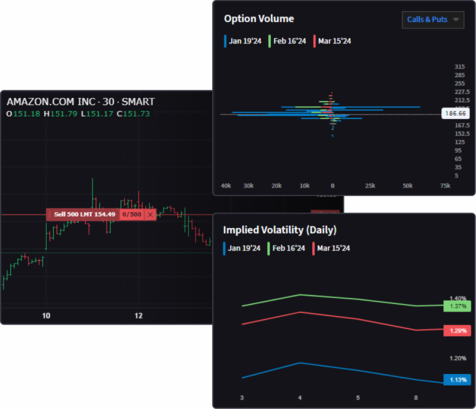 Option Volume
Calls & Puts
Jan 19'24 Feb 16'24 Mar 15'24
315
285
255
227.5
212.5
186.66
167.5
155
125
95
65
35
5
40k 30k 20k 10k 0 25k 50k 75k
AMAZON.COM INC · 30 · SMART
O151.18 H151.79 L151.17 C151.73
Sell 500 LMT 154.49 0/500 X
10 12
Implied Volatility (Daily)
Jan 19'24 Feb 16'24 Mar 15'24
1.40%
1.37%
1.29%
1.20%
1.13%
3 4 5 8